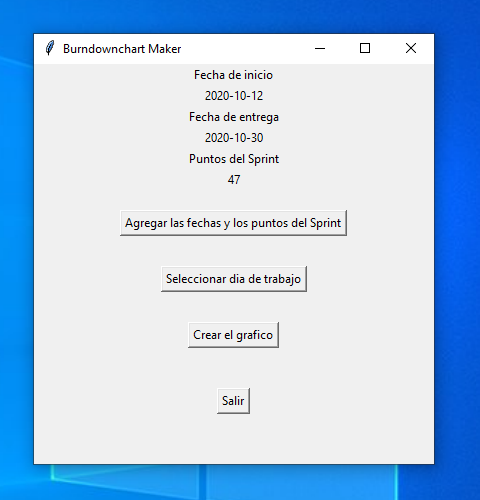 Burndownchart Maker
Fecha de inicio
2020-10-12
Fecha de entrega
2020-10-30
Puntos del Sprint
47
Agregar las fechas y los puntos del Sprint
Seleccionar dia de trabajo
Crear el grafico
Salir